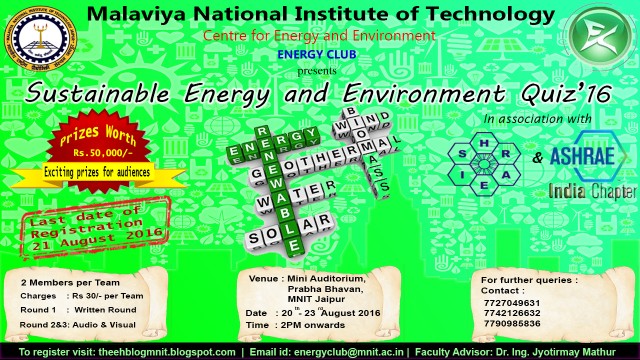 Malaviya National Institute of Technology
Centre for Energy and Environment
ENERGY CLUB
presents
Sustainable Energy and Environment Quiz'16
In association with
Prizes Worth
Rs.50,000/-
Exciting prizes for audiences
ENERGY
RENEWABLE
WIND
BIOMASS
GEOTHERMAL
WATER
SOLAR
ISHRAE
&
ASHRAE
India Chapter
Last date of
Registration
21 August 2016
2 Members per Team
Charges : Rs 30/- per Team
Round 1 : Written Round
Round 2&3: Audio & Visual
Venue : Mini Auditorium,
Prabha Bhavan,
MNIT Jaipur
Date : 20th- 23rd August 2016
Time : 2PM onwards
For further queries :
Contact :
7727049631
7742126632
7790985836
To register visit: theehblogmnit.blogspot.com | Email id: energyclub@mnit.ac.in | Faculty Advisor: Dr. Ing. Jyotirmay Mathur